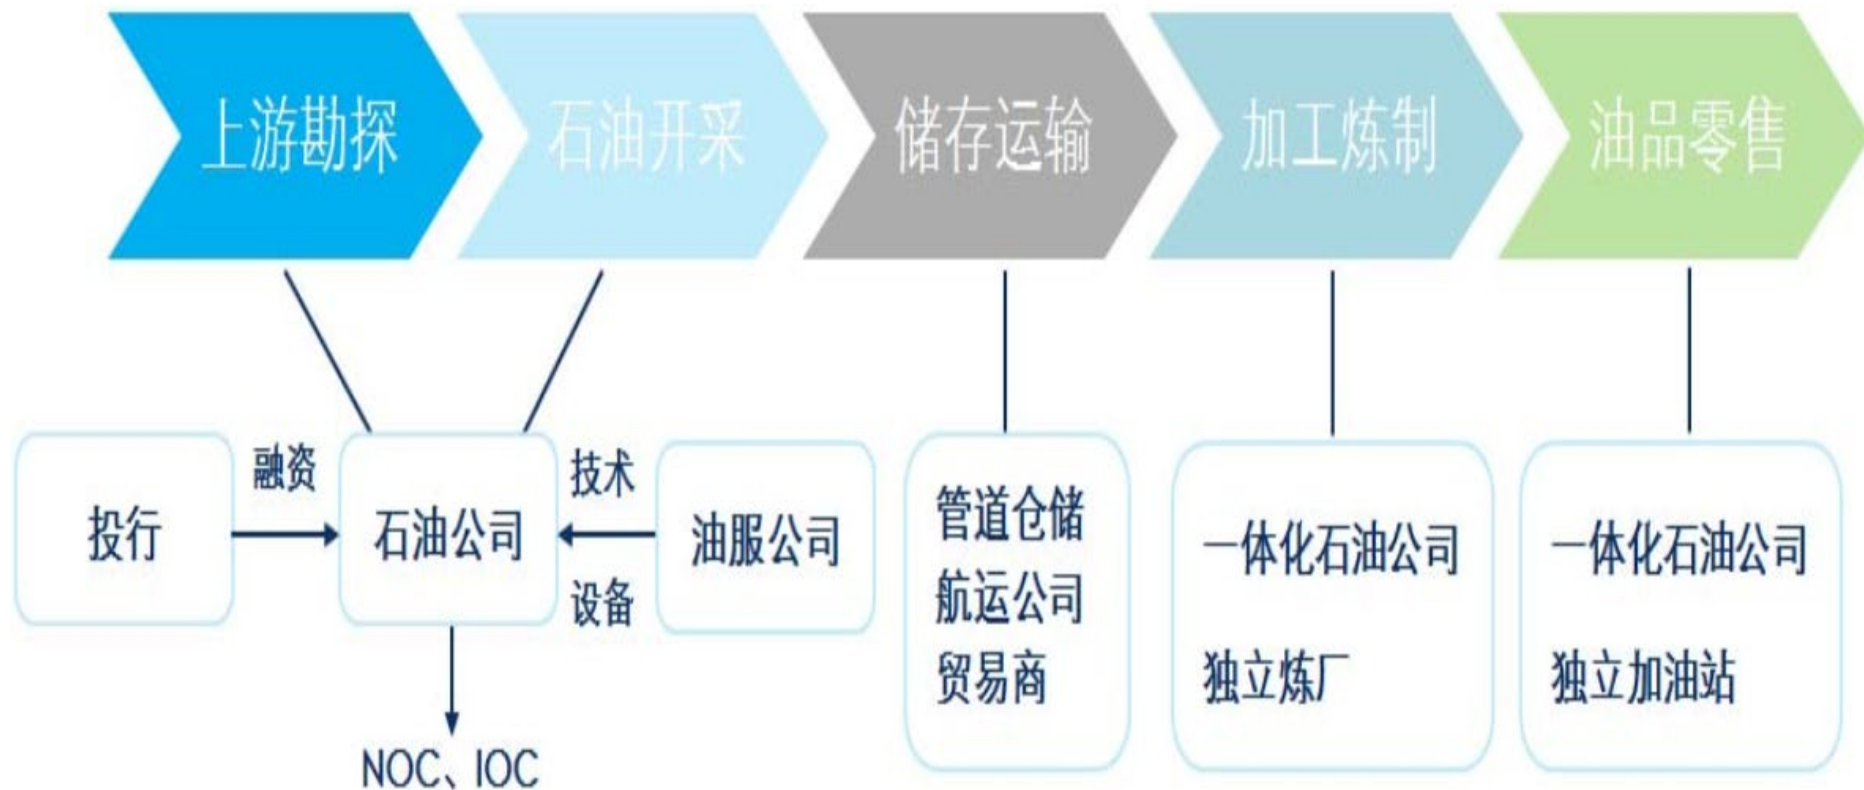 上游勘探
石油开采
储存运输
加工炼制
油品零售
投行
融资
石油公司
技术
设备
油服公司
NOC、IOC
管道仓储
航运公司
贸易商
一体化石油公司
独立炼厂
一体化石油公司
独立加油站